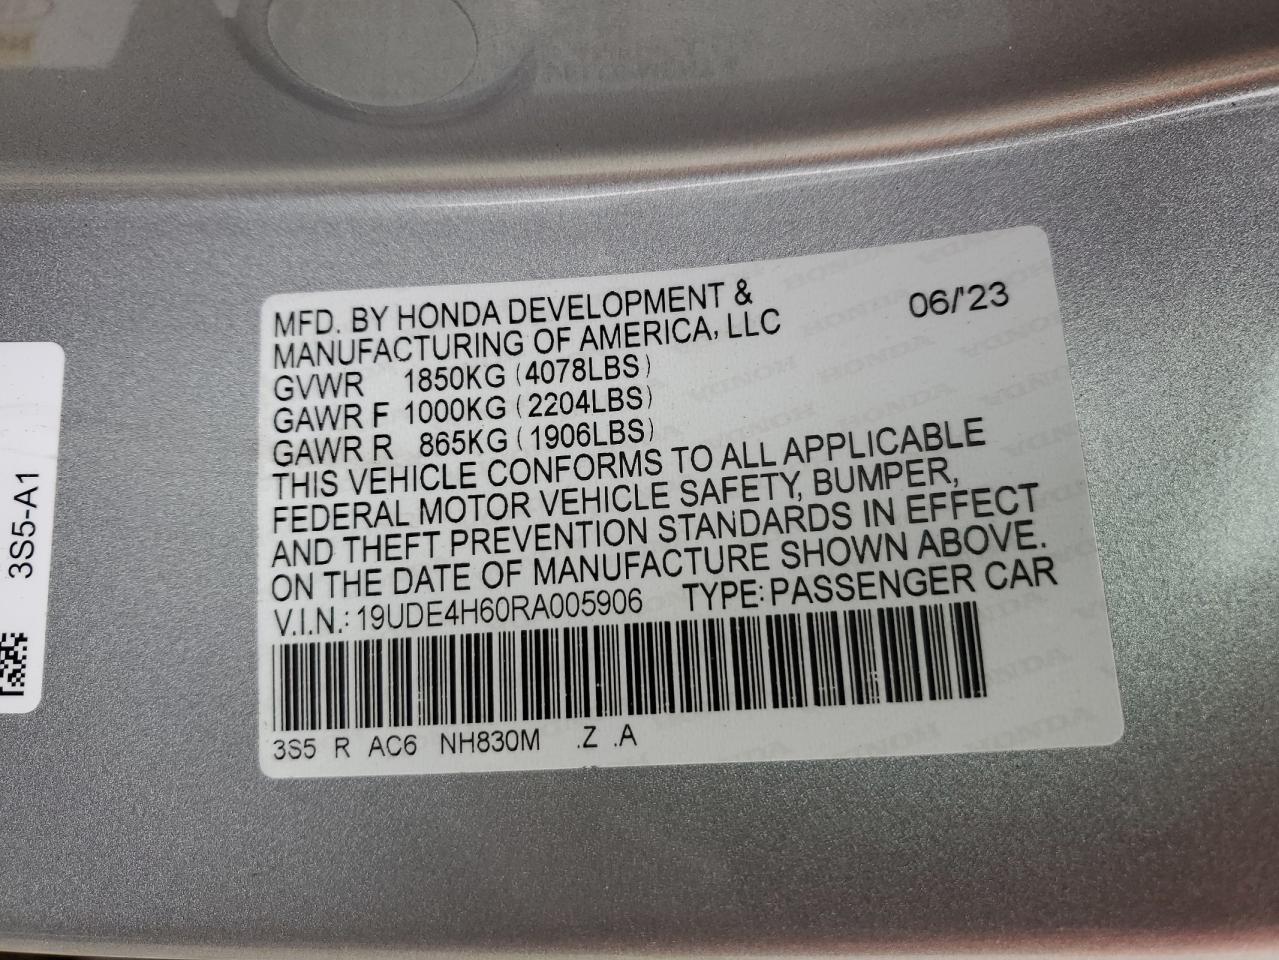 MFD. BY HONDA DEVELOPMENT &
MANUFACTURING OF AMERICA, LLC
06/'23
GVWR 1850KG (4078LBS)
GAWR F 1000KG (2204LBS)
GAWR R 865KG (1906LBS)
THIS VEHICLE CONFORMS TO ALL APPLICABLE
FEDERAL MOTOR VEHICLE SAFETY, BUMPER,
AND THEFT PREVENTION STANDARDS IN EFFECT
ON THE DATE OF MANUFACTURE SHOWN ABOVE.
V.I.N.: 19UDE4H60RA005906 TYPE: PASSENGER CAR
3S5 R AC6 NH830M .Z .A
3S5-A1